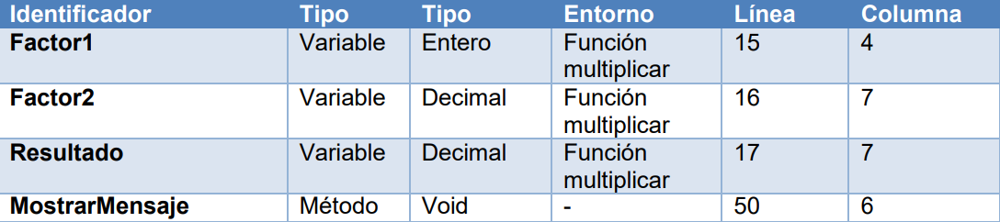 Identificador Tipo Tipo Entorno Línea Columna
Factor1 Variable Entero Función 15 4
multiplicar
Factor2 Variable Decimal Función 16 7
multiplicar
Resultado Variable Decimal Función 17 7
multiplicar
MostrarMensaje Método Void - 50 6